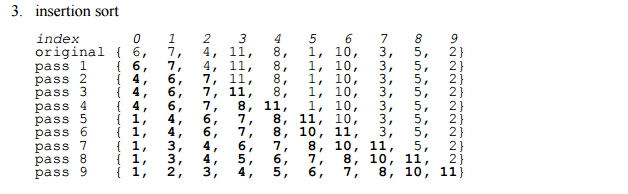 3. insertion sort
index 0 1 2 3 4 5 6 7 8 9
original { 6, 7, 4, 11, 8, 1, 10, 3, 5, 2}
pass 1 { 6, 7, 4, 11, 8, 1, 10, 3, 5, 2}
pass 2 { 4, 6, 7, 11, 8, 1, 10, 3, 5, 2}
pass 3 { 4, 6, 7, 11, 8, 1, 10, 3, 5, 2}
pass 4 { 4, 6, 7, 8, 11, 1, 10, 3, 5, 2}
pass 5 { 1, 4, 6, 7, 8, 11, 10, 3, 5, 2}
pass 6 { 1, 4, 6, 7, 8, 10, 11, 3, 5, 2}
pass 7 { 1, 3, 4, 6, 7, 8, 10, 11, 5, 2}
pass 8 { 1, 3, 4, 5, 6, 7, 8, 10, 11, 2}
pass 9 { 1, 2, 3, 4, 5, 6, 7, 8, 10, 11}